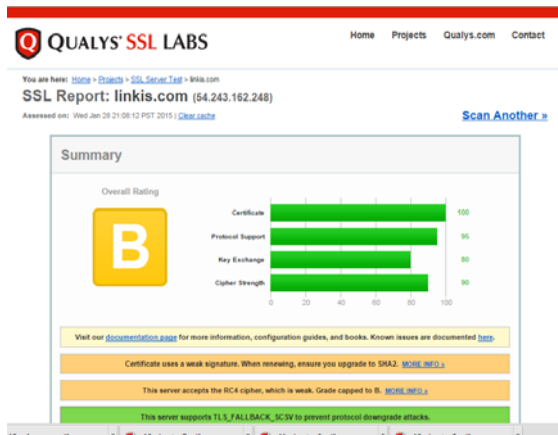 QUALYS' SSL LABS
Home Projects Qualys.com Contact
You are here: Home > Projects > SSL Server Test > linkis.com
SSL Report: linkis.com (54.243.162.248)
Assessed on: Wed Jan 28 21:08:12 PST 2015 | Clear cache
Scan Another »
Summary
Overall Rating
B
Certificate 100
Protocol Support 95
Key Exchange 80
Cipher Strength 90
0 20 40 60 80 100
Visit our documentation page for more information, configuration guides, and books. Known issues are documented here.
Certificate uses a weak signature. When renewing, ensure you upgrade to SHA2. MORE INFO »
This server accepts the RC4 cipher, which is weak. Grade capped to B. MORE INFO »
This server supports TLS_FALLBACK_SCSV to prevent protocol downgrade attacks.